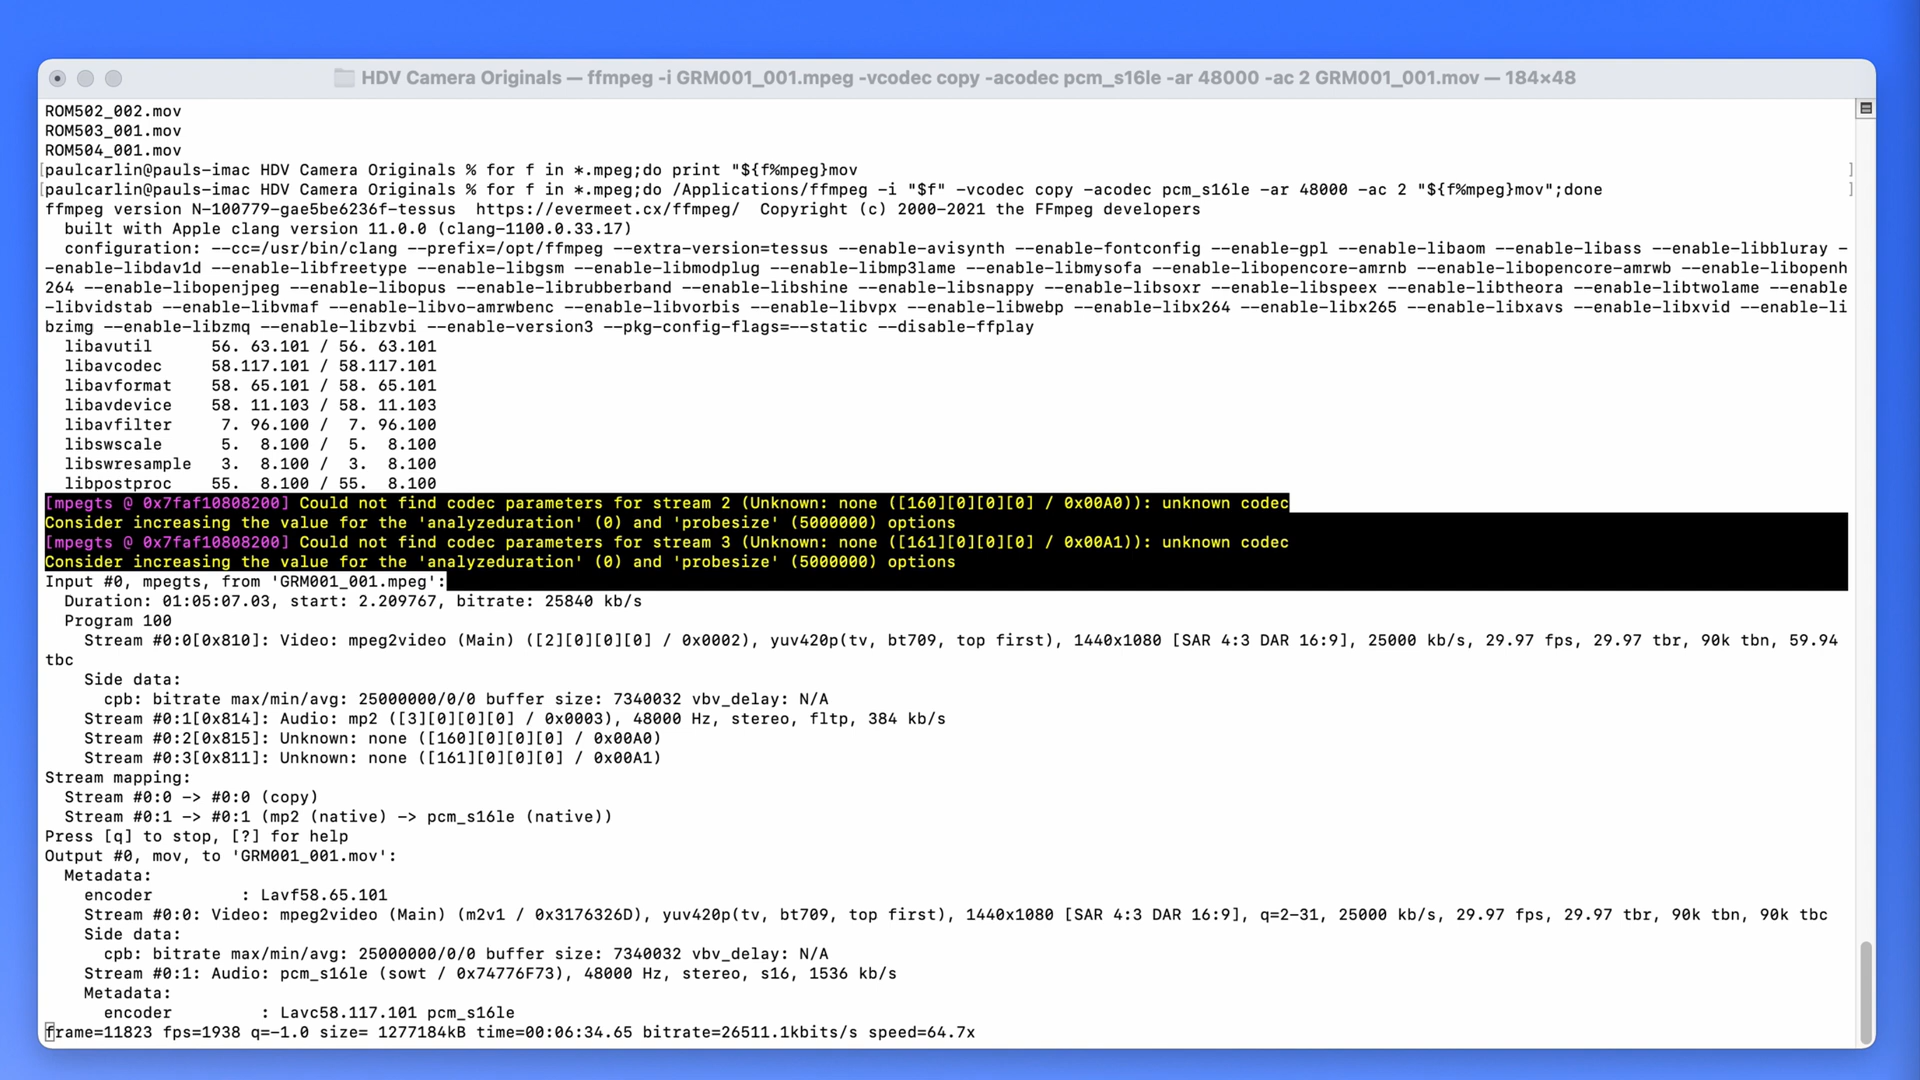 HDV Camera Originals — ffmpeg -i GRM001_001.mpeg -vcodec copy -acodec pcm_s16le -ar 48000 -ac 2 GRM001_001.mov — 184×48
ROM502_002.mov
ROM503_001.mov
ROM504_001.mov
[paulcarlin@pauls-imac HDV Camera Originals % for f in *.mpeg;do print "${f%mpeg}mov ]
[paulcarlin@pauls-imac HDV Camera Originals % for f in *.mpeg;do /Applications/ffmpeg -i "$f" -vcodec copy -acodec pcm_s16le -ar 48000 -ac 2 "${f%mpeg}mov";done ]
ffmpeg version N-100779-gae5be6236f-tessus  https://evermeet.cx/ffmpeg/  Copyright (c) 2000-2021 the FFmpeg developers
  built with Apple clang version 11.0.0 (clang-1100.0.33.17)
  configuration: --cc=/usr/bin/clang --prefix=/opt/ffmpeg --extra-version=tessus --enable-avisynth --enable-fontconfig --enable-gpl --enable-libaom --enable-libass --enable-libbluray -
-enable-libdav1d --enable-libfreetype --enable-libgsm --enable-libmodplug --enable-libmp3lame --enable-libmysofa --enable-libopencore-amrnb --enable-libopencore-amrwb --enable-libopenh
264 --enable-libopenjpeg --enable-libopus --enable-librubberband --enable-libshine --enable-libsnappy --enable-libsoxr --enable-libspeex --enable-libtheora --enable-libtwolame --enable
-libvidstab --enable-libvmaf --enable-libvo-amrwbenc --enable-libvorbis --enable-libvpx --enable-libwebp --enable-libx264 --enable-libx265 --enable-libxavs --enable-libxvid --enable-li
bzimg --enable-libzmq --enable-libzvbi --enable-version3 --pkg-config-flags=--static --disable-ffplay
  libavutil      56. 63.101 / 56. 63.101
  libavcodec     58.117.101 / 58.117.101
  libavformat    58. 65.101 / 58. 65.101
  libavdevice    58. 11.103 / 58. 11.103
  libavfilter     7. 96.100 /  7. 96.100
  libswscale      5.  8.100 /  5.  8.100
  libswresample   3.  8.100 /  3.  8.100
  libpostproc    55.  8.100 / 55.  8.100
[mpegts @ 0x7faf10808200] Could not find codec parameters for stream 2 (Unknown: none ([160][0][0][0] / 0x00A0)): unknown codec
Consider increasing the value for the 'analyzeduration' (0) and 'probesize' (5000000) options
[mpegts @ 0x7faf10808200] Could not find codec parameters for stream 3 (Unknown: none ([161][0][0][0] / 0x00A1)): unknown codec
Consider increasing the value for the 'analyzeduration' (0) and 'probesize' (5000000) options
Input #0, mpegts, from 'GRM001_001.mpeg':
  Duration: 01:05:07.03, start: 2.209767, bitrate: 25840 kb/s
  Program 100
    Stream #0:0[0x810]: Video: mpeg2video (Main) ([2][0][0][0] / 0x0002), yuv420p(tv, bt709, top first), 1440x1080 [SAR 4:3 DAR 16:9], 25000 kb/s, 29.97 fps, 29.97 tbr, 90k tbn, 59.94
tbc
    Side data:
      cpb: bitrate max/min/avg: 25000000/0/0 buffer size: 7340032 vbv_delay: N/A
    Stream #0:1[0x814]: Audio: mp2 ([3][0][0][0] / 0x0003), 48000 Hz, stereo, fltp, 384 kb/s
    Stream #0:2[0x815]: Unknown: none ([160][0][0][0] / 0x00A0)
    Stream #0:3[0x811]: Unknown: none ([161][0][0][0] / 0x00A1)
Stream mapping:
  Stream #0:0 -> #0:0 (copy)
  Stream #0:1 -> #0:1 (mp2 (native) -> pcm_s16le (native))
Press [q] to stop, [?] for help
Output #0, mov, to 'GRM001_001.mov':
  Metadata:
    encoder         : Lavf58.65.101
    Stream #0:0: Video: mpeg2video (Main) (m2v1 / 0x3176326D), yuv420p(tv, bt709, top first), 1440x1080 [SAR 4:3 DAR 16:9], q=2-31, 25000 kb/s, 29.97 fps, 29.97 tbr, 90k tbn, 90k tbc
    Side data:
      cpb: bitrate max/min/avg: 25000000/0/0 buffer size: 7340032 vbv_delay: N/A
    Stream #0:1: Audio: pcm_s16le (sowt / 0x74776F73), 48000 Hz, stereo, s16, 1536 kb/s
    Metadata:
      encoder         : Lavc58.117.101 pcm_s16le
frame=11823 fps=1938 q=-1.0 size= 1277184kB time=00:06:34.65 bitrate=26511.1kbits/s speed=64.7x